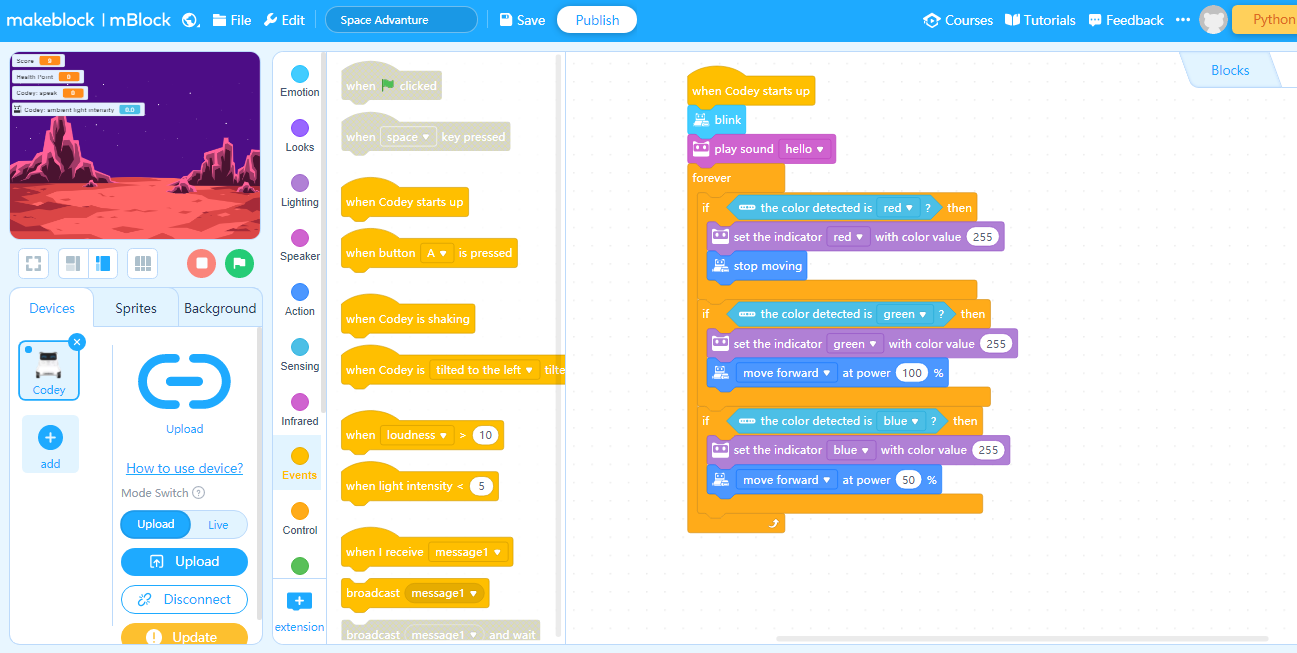 makeblock | mBlock File Edit Space Advanture Save Publish Courses Tutorials Feedback Python
Score 0
Health Point 0
Codey: speak 0
Codey: ambient light intensity 0.0
Devices Sprites Background
Codey
add
Upload
How to use device?
Mode Switch ?
Upload Live
Upload
Disconnect
Update
Emotion
Looks
Lighting
Speaker
Action
Sensing
Infrared
Events
Control
extension
when clicked
when space key pressed
when Codey starts up
when button A is pressed
when Codey is shaking
when Codey is tilted to the left tilte
when loudness > 10
when light intensity < 5
when I receive message1
broadcast message1
broadcast message1 and wait
Blocks
when Codey starts up
blink
play sound hello
forever
if the color detected is red ? then
set the indicator red with color value 255
stop moving
if the color detected is green ? then
set the indicator green with color value 255
move forward at power 100 %
if the color detected is blue ? then
set the indicator blue with color value 255
move forward at power 50 %